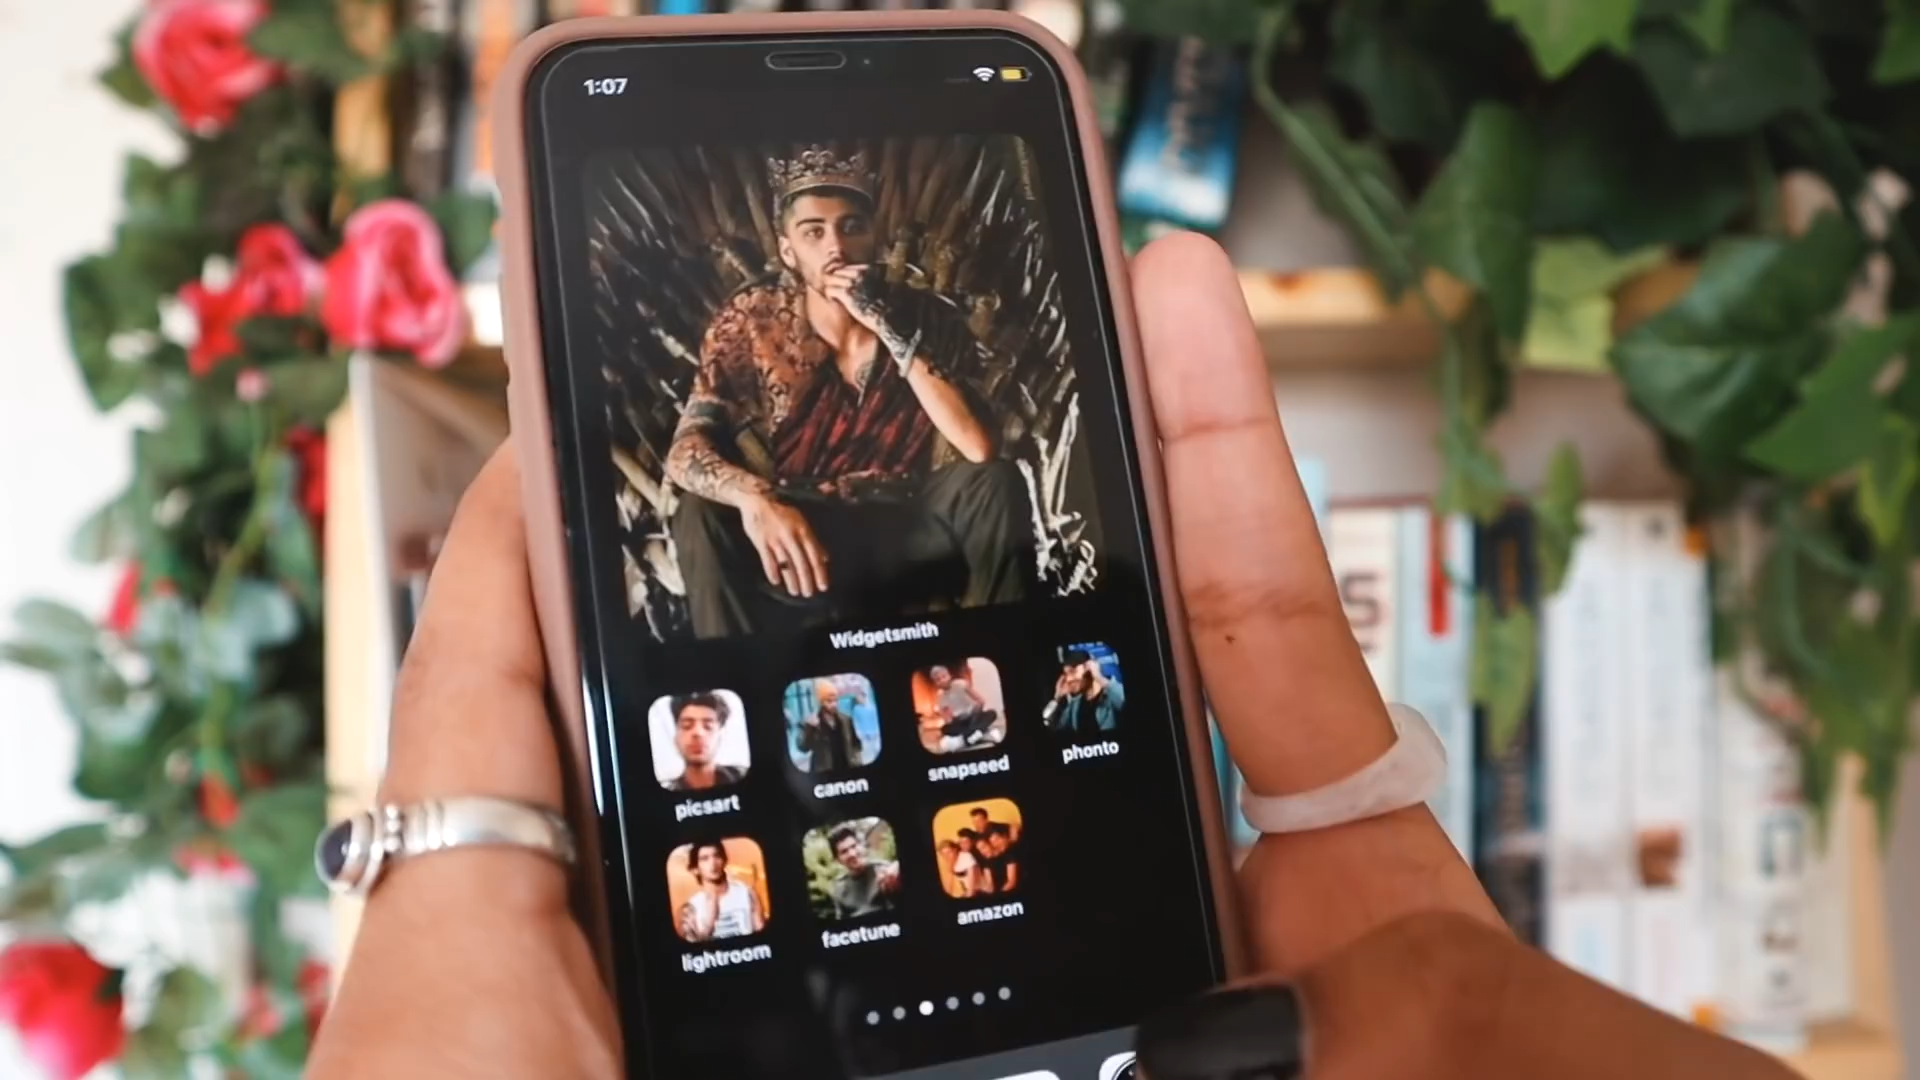 1:07
Widgetsmith
picsart
canon
snapseed
phonto
lightroom
facetune
amazon